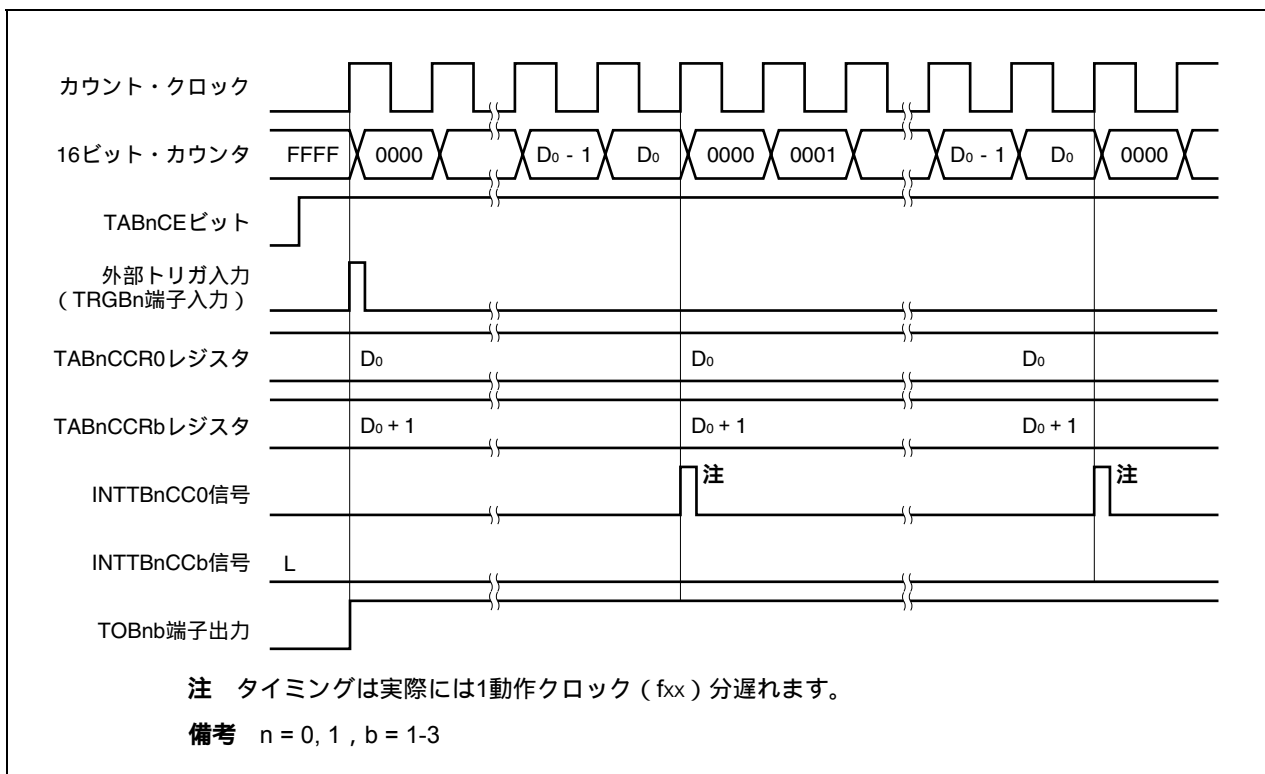 カウント・クロック
16ビット・カウンタ FFFF 0000 D0 - 1 D0 0000 0001 D0 - 1 D0 0000
TABnCEビット
外部トリガ入力
（TRGBn端子入力）
TABnCCR0レジスタ D0 D0 D0
TABnCCRbレジスタ D0 + 1 D0 + 1 D0 + 1
INTTBnCC0信号 注 注
INTTBnCCb信号 L
TOBnb端子出力
注 タイミングは実際には1動作クロック（fxx）分遅れます。
備考 n = 0, 1 , b = 1-3